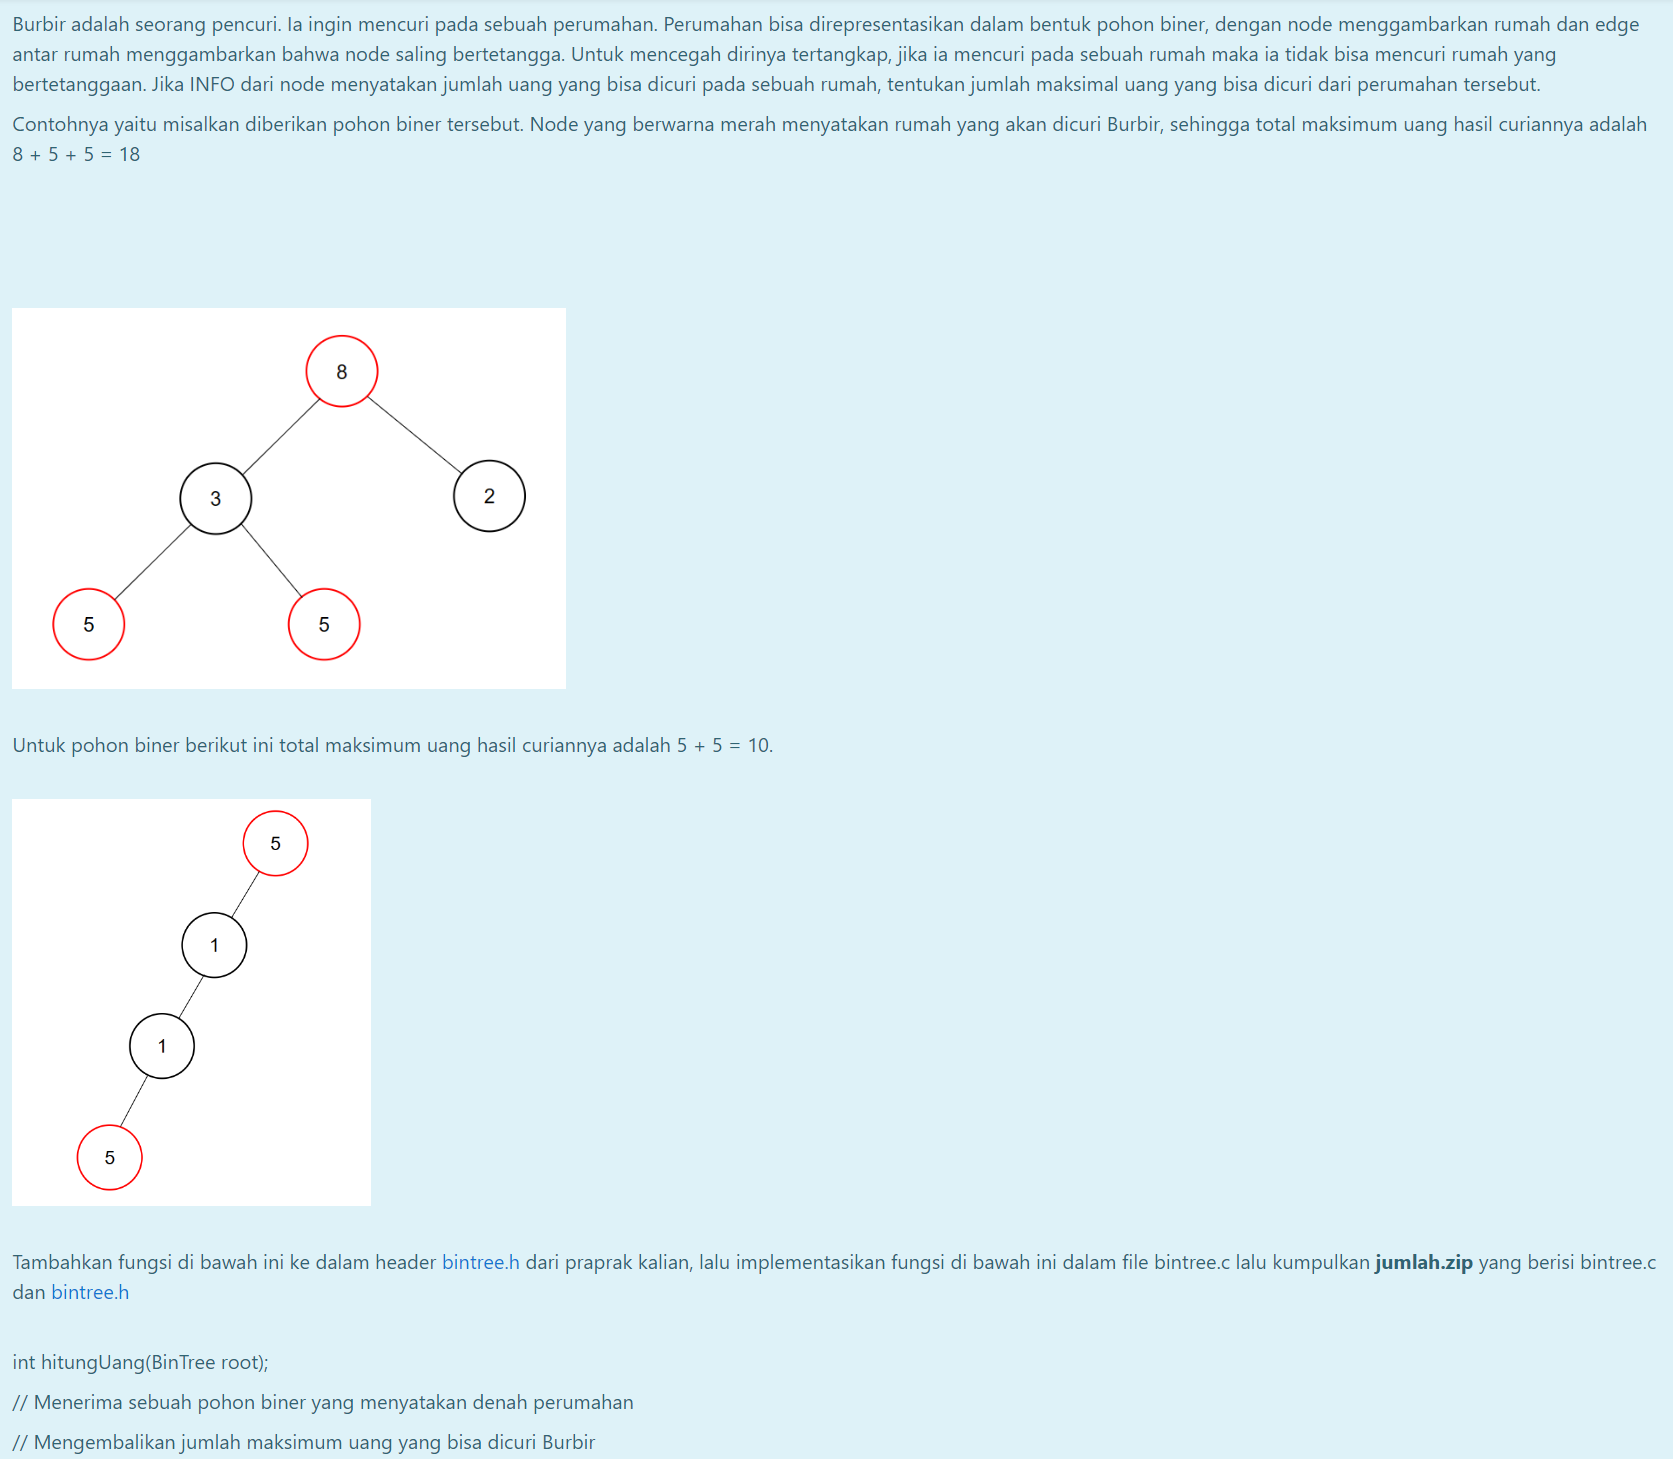 Burbir adalah seorang pencuri. Ia ingin mencuri pada sebuah perumahan. Perumahan bisa direpresentasikan dalam bentuk pohon biner, dengan node menggambarkan rumah dan edge
antar rumah menggambarkan bahwa node saling bertetangga. Untuk mencegah dirinya tertangkap, jika ia mencuri pada sebuah rumah maka ia tidak bisa mencuri rumah yang
bertetanggaan. Jika INFO dari node menyatakan jumlah uang yang bisa dicuri pada sebuah rumah, tentukan jumlah maksimal uang yang bisa dicuri dari perumahan tersebut.
Contohnya yaitu misalkan diberikan pohon biner tersebut. Node yang berwarna merah menyatakan rumah yang akan dicuri Burbir, sehingga total maksimum uang hasil curiannya adalah
8 + 5 + 5 = 18
8
3
2
5
5
Untuk pohon biner berikut ini total maksimum uang hasil curiannya adalah 5 + 5 = 10.
5
1
1
5
Tambahkan fungsi di bawah ini ke dalam header bintree.h dari praprak kalian, lalu implementasikan fungsi di bawah ini dalam file bintree.c lalu kumpulkan jumlah.zip yang berisi bintree.c
dan bintree.h
int hitungUang(BinTree root);
// Menerima sebuah pohon biner yang menyatakan denah perumahan
// Mengembalikan jumlah maksimum uang yang bisa dicuri Burbir